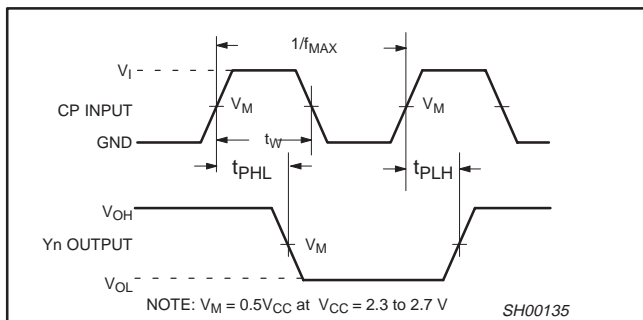 1/fMAX
VI
CP INPUT
VM
VM
GND
tW
tPHL
tPLH
VOH
Yn OUTPUT
VM
VOL
NOTE: VM = 0.5VCC at VCC = 2.3 to 2.7 V
SH00135